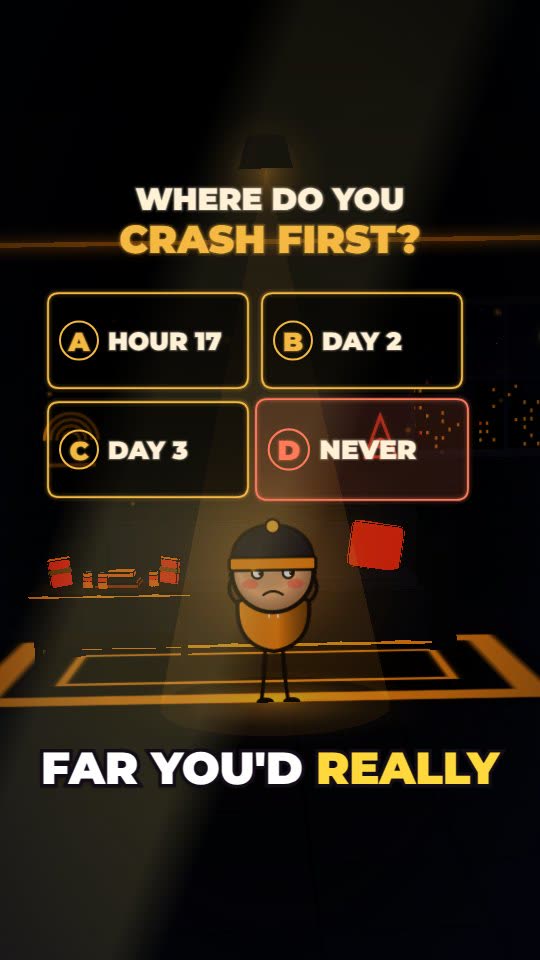 WHERE DO YOU
CRASH FIRST?
A HOUR 17
B DAY 2
C DAY 3
D NEVER
FAR YOU'D REALLY